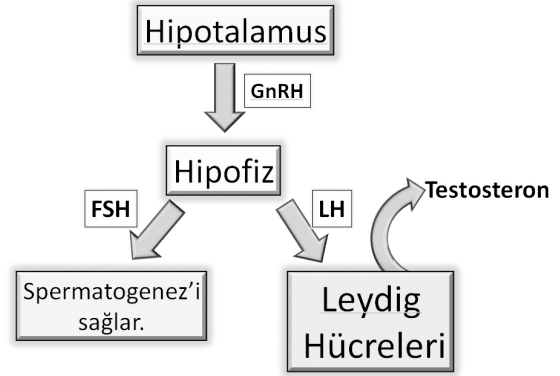 Hipotalamus
GnRH
Hipofiz
FSH
LH
Testosteron
Spermatogenez’i
sağlar.
Leydig
Hücreleri